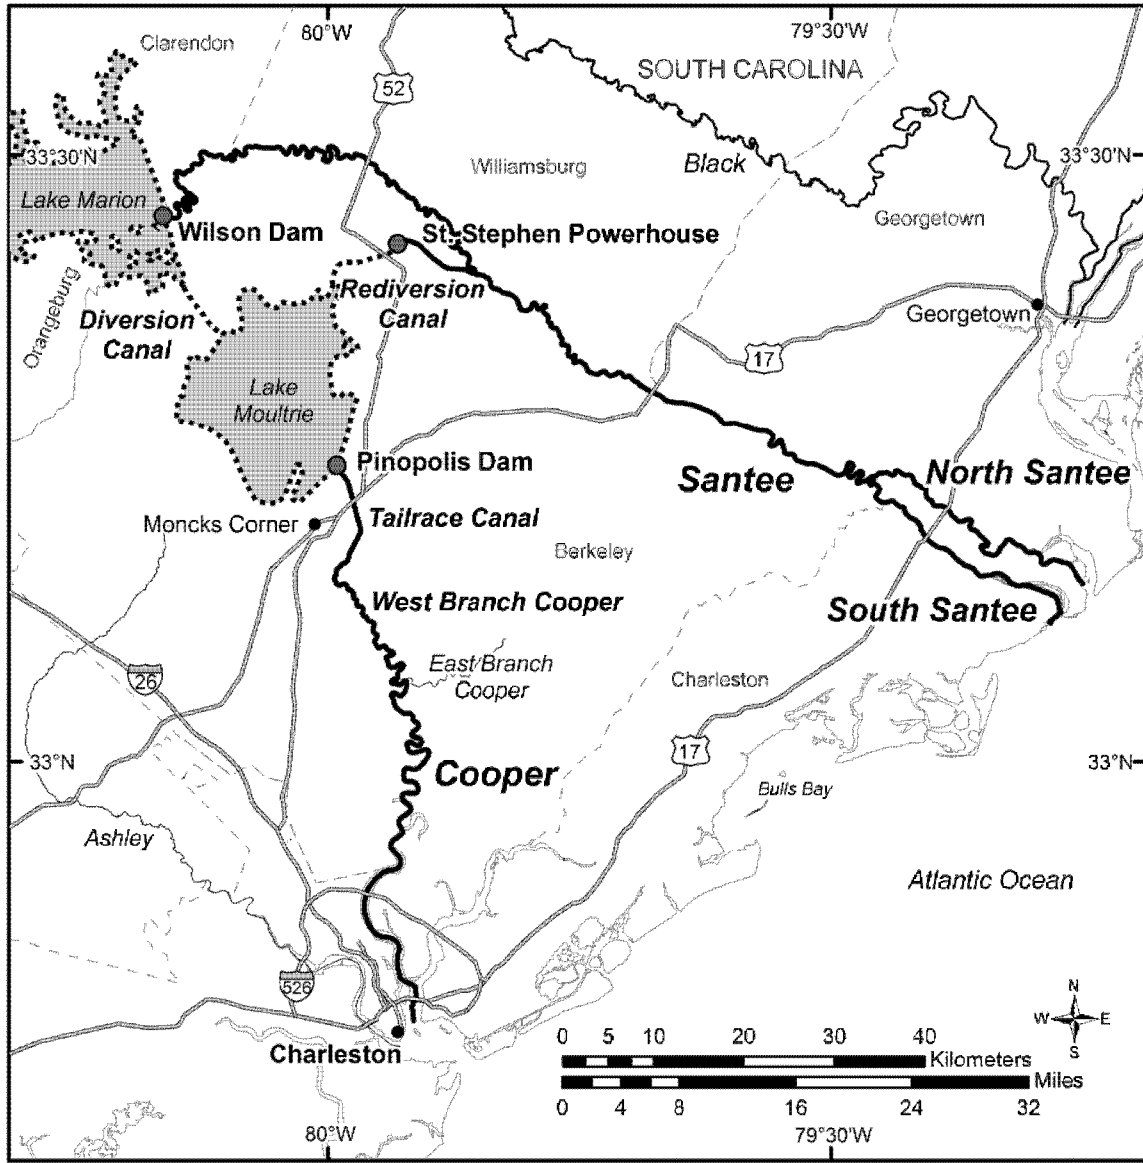 80°W
79°30'W
Clarendon
SOUTH CAROLINA
52
33°30'N
33°30'N
Williamsburg
Black
Lake Marion
Wilson Dam
St. Stephen Powerhouse
Georgetown
Orangeburg
Rediversion
Canal
Diversion
Canal
Georgetown
17
Lake
Moultrie
Pinopolis Dam
Santee
North Santee
Moncks Corner
Tailrace Canal
Berkeley
West Branch Cooper
South Santee
East Branch
Cooper
26
Charleston
17
33°N
33°N
Cooper
Bulls Bay
Ashley
Atlantic Ocean
526
N
W
E
S
Charleston
0 5 10 20 30 40
Kilometers
Miles
0 4 8 16 24 32
80°W
79°30'W